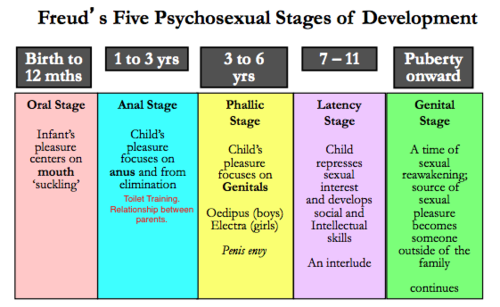 Freud's Five Psychosexual Stages of Development
Birth to
12 mths
1 to 3 yrs
3 to 6
yrs
7 – 11
Puberty
onward
Oral Stage
Infant's
pleasure
centers on
mouth
'suckling'
Anal Stage
Child's
pleasure
focuses on
anus and from
elimination
Toilet Training.
Relationship between
parents.
Phallic
Stage
Child's
pleasure
focuses on
Genitals
Oedipus (boys)
Electra (girls)
Penis envy
Latency
Stage
Child
represses
sexual
interest
and develops
social and
Intellectual
skills
An interlude
Genital
Stage
A time of
sexual
reawakening;
source of
sexual
pleasure
becomes
someone
outside of the
family
continues